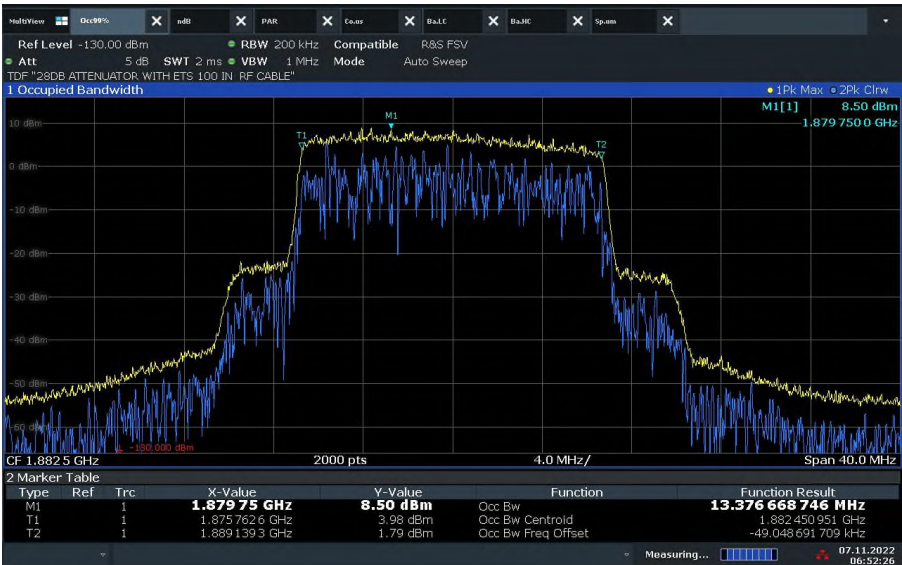 MultiView Occ99% ndB PAR Co.us Ba.LC Ba.HC Sp.um
Ref Level -130.00 dBm RBW 200 kHz Compatible R&S FSV
Att 5 dB SWT 2 ms VBW 1 MHz Mode Auto Sweep
TDF "28DB ATTENUATOR WITH ETS 100 IN RF CABLE"
1 Occupied Bandwidth 1Pk Max 2Pk Clrw
M1[1] 8.50 dBm
1.879 750 0 GHz
M1
10 dBm
T1
T2
0 dBm
-10 dBm
-20 dBm
-30 dBm
-40 dBm
-50 dBm
-60 dBm
-130.000 dBm
CF 1.882 5 GHz 2000 pts 4.0 MHz/ Span 40.0 MHz
2 Marker Table
Type Ref Trc X-Value Y-Value Function Function Result
M1 1 1.879 75 GHz 8.50 dBm Occ Bw 13.376 668 746 MHz
T1 1 1.875 762 6 GHz 3.98 dBm Occ Bw Centroid 1.882 450 951 GHz
T2 1 1.889 139 3 GHz 1.79 dBm Occ Bw Freq Offset -49.048 691 709 kHz
Measuring... 07.11.2022
06:52:26